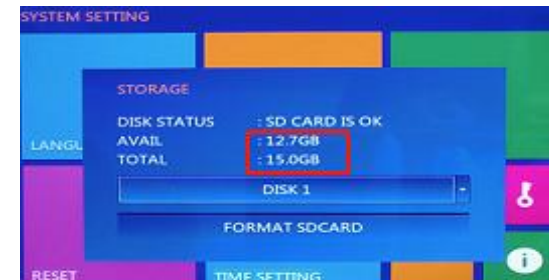 SYSTEM SETTING
STORAGE
DISK STATUS : SD CARD IS OK
AVAIL : 12.7GB
TOTAL : 15.0GB
LANGU
DISK 1
FORMAT SDCARD
RESET
TIME SETTING
i